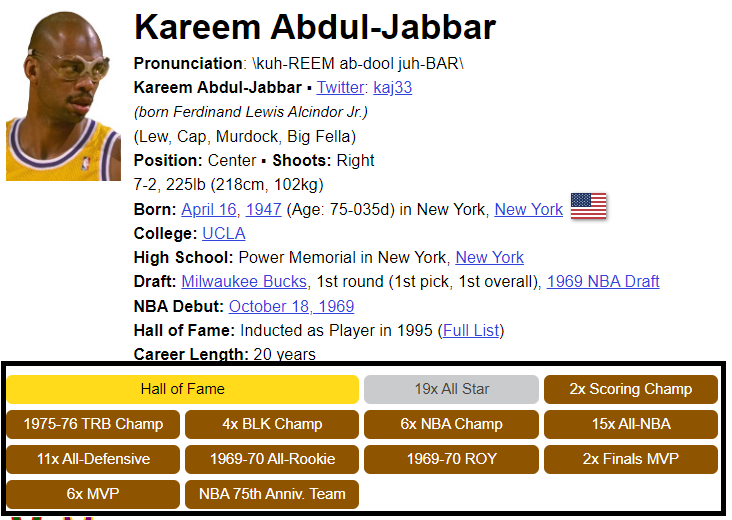 Kareem Abdul-Jabbar
Pronunciation: \kuh-REEM ab-dool juh-BAR\
Kareem Abdul-Jabbar ▪ Twitter: kaj33
(born Ferdinand Lewis Alcindor Jr.)
(Lew, Cap, Murdock, Big Fella)
Position: Center ▪ Shoots: Right
7-2, 225lb (218cm, 102kg)
Born: April 16, 1947 (Age: 75-035d) in New York, New York
College: UCLA
High School: Power Memorial in New York, New York
Draft: Milwaukee Bucks, 1st round (1st pick, 1st overall), 1969 NBA Draft
NBA Debut: October 18, 1969
Hall of Fame: Inducted as Player in 1995 (Full List)
Career Length: 20 years
Hall of Fame 19x All Star 2x Scoring Champ
1975-76 TRB Champ 4x BLK Champ 6x NBA Champ 15x All-NBA
11x All-Defensive 1969-70 All-Rookie 1969-70 ROY 2x Finals MVP
6x MVP NBA 75th Anniv. Team